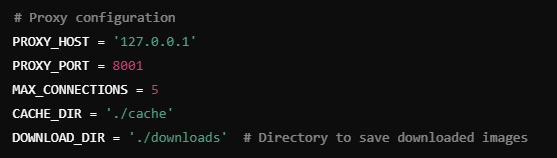 # Proxy configuration
PROXY_HOST = '127.0.0.1'
PROXY_PORT = 8001
MAX_CONNECTIONS = 5
CACHE_DIR = './cache'
DOWNLOAD_DIR = './downloads'  # Directory to save downloaded images